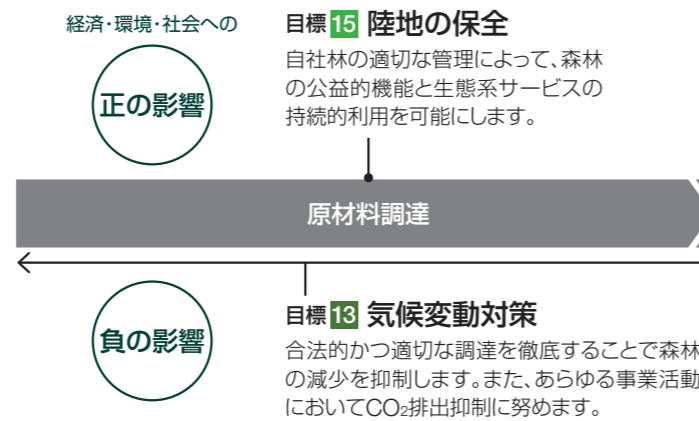 経済・環境・社会への
正の影響
目標 15 陸地の保全
自社林の適切な管理によって、森林
の公益的機能と生態系サービスの
持続的利用を可能にします。
原材料調達
負の影響
目標 13 気候変動対策
合法的かつ適切な調達を徹底することで森林
の減少を抑制します。また、あらゆる事業活動
においてCO₂排出抑制に努めます。